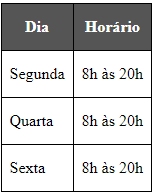 Dia Horário
Segunda 8h às 20h
Quarta 8h às 20h
Sexta 8h às 20h